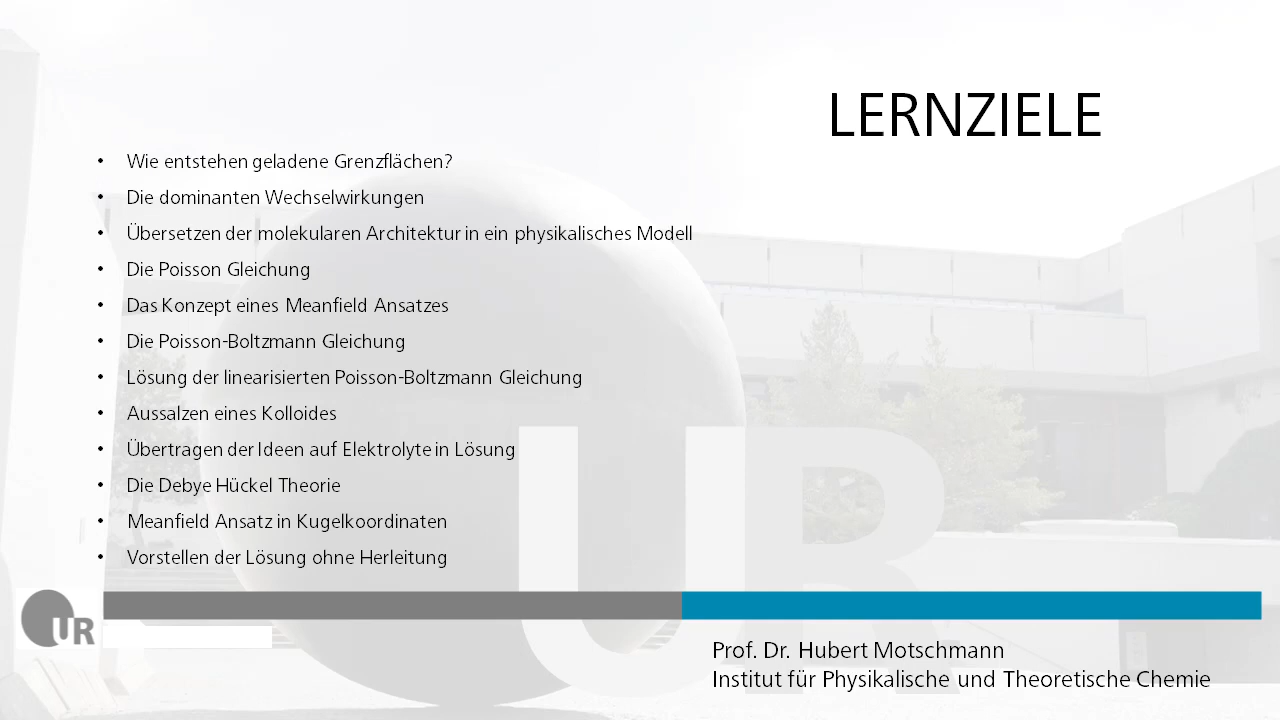 LERNZIELE
• Wie entstehen geladene Grenzflächen?
• Die dominanten Wechselwirkungen
• Übersetzen der molekularen Architektur in ein physikalisches Modell
• Die Poisson Gleichung
• Das Konzept eines Meanfield Ansatzes
• Die Poisson-Boltzmann Gleichung
• Lösung der linearisierten Poisson-Boltzmann Gleichung
• Aussalzen eines Kolloides
• Übertragen der Ideen auf Elektrolyte in Lösung
• Die Debye Hückel Theorie
• Meanfield Ansatz in Kugelkoordinaten
• Vorstellen der Lösung ohne Herleitung
UR
UR
Prof. Dr. Hubert Motschmann
Institut für Physikalische und Theoretische Chemie